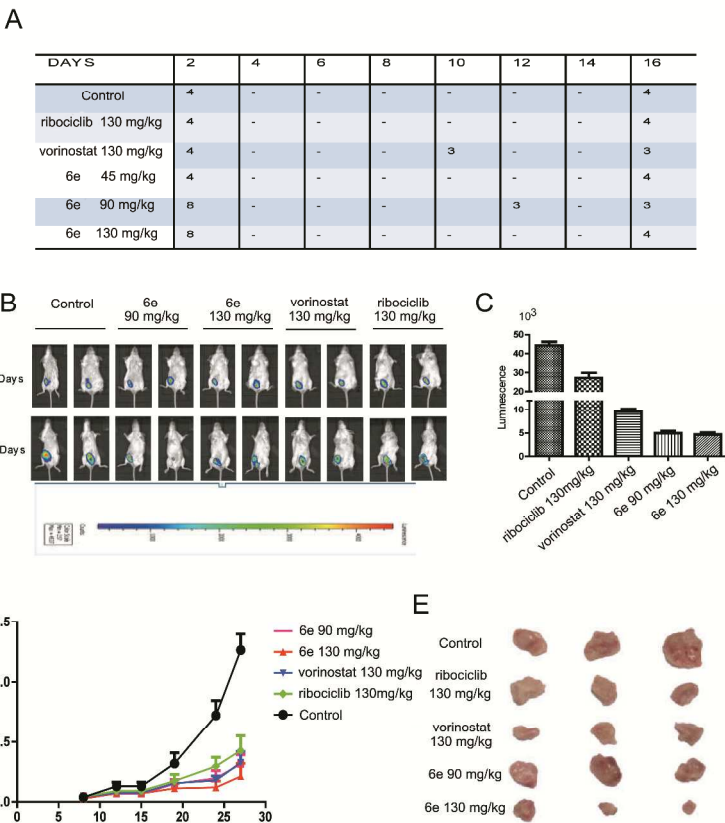 A
DAYS 2 4 6 8 10 12 14 16
Control 4 - - - - - - 4
ribociclib 130 mg/kg 4 - - - - - - 4
vorinostat 130 mg/kg 4 - - - 3 - - 3
6e 45 mg/kg 4 - - - - - - 4
6e 90 mg/kg 8 - - - - 3 - 3
6e 130 mg/kg 8 - - - - - - 4
B
Control 6e 90 mg/kg 6e 130 mg/kg vorinostat 130 mg/kg ribociclib 130 mg/kg
Days
Days
Counts
100 200 300 400
C
10³
Lumnescence
50
40
30
20
10
5
0
Control
ribociclib 130mg/kg
vorinostat 130 mg/kg
6e 90 mg/kg
6e 130 mg/kg
.5
.0
.5
.0
0 5 10 15 20 25 30
6e 90 mg/kg
6e 130 mg/kg
vorinostat 130 mg/kg
ribociclib 130mg/kg
Control
E
Control
ribociclib
130 mg/kg
vorinostat
130 mg/kg
6e 90 mg/kg
6e 130 mg/kg